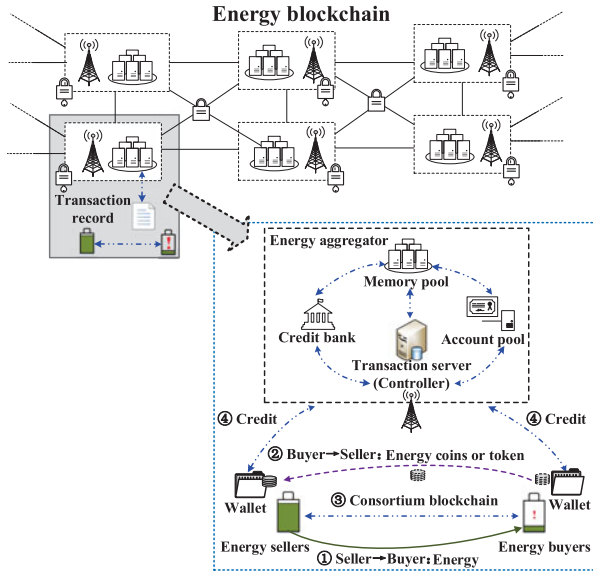 Energy blockchain
Transaction
record
Energy aggregator
Memory pool
Credit bank
Account pool
Transaction server
(Controller)
④ Credit
④ Credit
② Buyer→Seller: Energy coins or token
Wallet
Wallet
③ Consortium blockchain
Energy sellers
Energy buyers
① Seller→Buyer: Energy